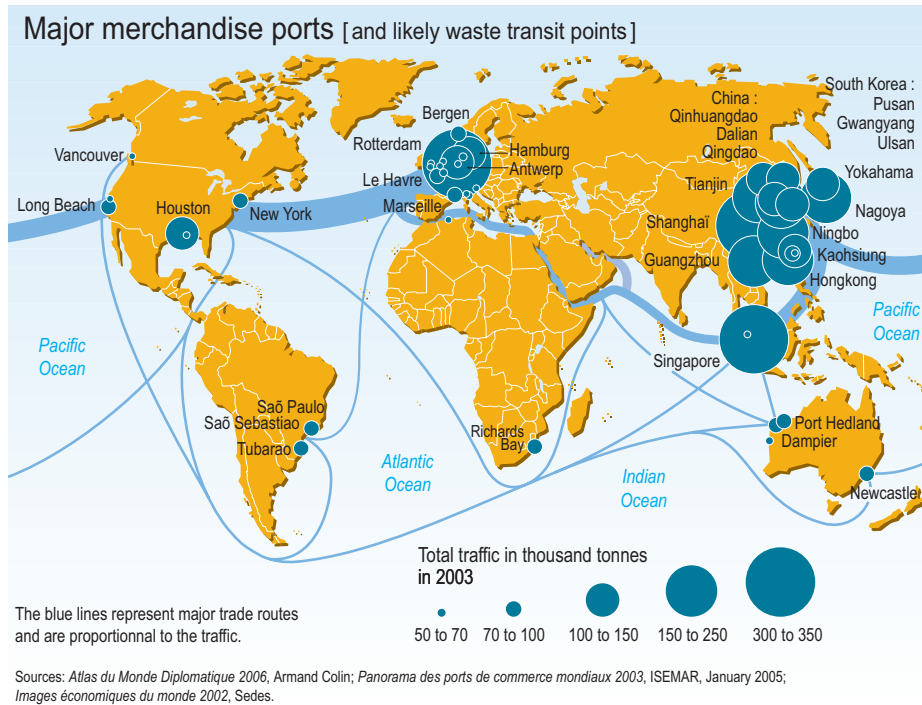 Major merchandise ports [and likely waste transit points]
South Korea :
Pusan
Gwangyang
Ulsan
China :
Qinhuangdao
Dalian
Qingdao
Bergen
Rotterdam
Hamburg
Antwerp
Vancouver
Le Havre
Tianjin
Yokahama
Long Beach
Houston
New York
Marseille
Nagoya
Shanghaï
Ningbo
Guangzhou
Kaohsiung
Hongkong
Pacific
Ocean
Pacific
Ocean
Singapore
Saõ Paulo
Saõ Sebastiao
Tubarao
Richards
Bay
Port Hedland
Dampier
Atlantic
Ocean
Indian
Ocean
Newcastle
Total traffic in thousand tonnes
in 2003
50 to 70
70 to 100
100 to 150
150 to 250
300 to 350
The blue lines represent major trade routes
and are proportionnal to the traffic.
Sources: Atlas du Monde Diplomatique 2006, Armand Colin; Panorama des ports de commerce mondiaux 2003, ISEMAR, January 2005;
Images économiques du monde 2002, Sedes.